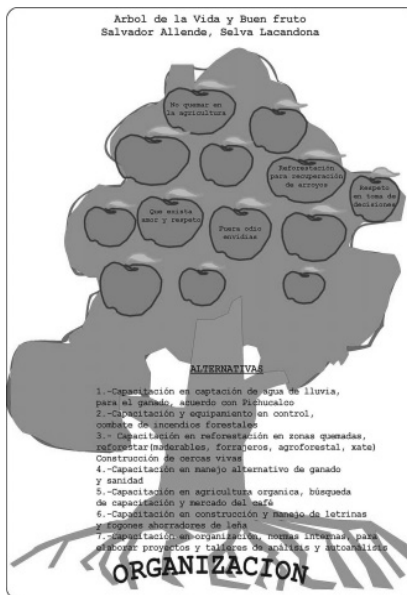 Arbol de la Vida y Buen fruto
Salvador Allende, Selva Lacandona
No quemar en
la agricultura
Reforestación
para recuperación
de arroyos
Respeto
en toma de
decisiones
Que exista
amor y respeto
Fuera odio
envidias
ALTERNATIVAS
1.-Capacitación en captación de agua de lluvia,
para el ganado, acuerdo con Pichucalco
2.-Capacitación y equipamiento en control,
combate de incendios forestales
3.- Capacitación en reforestación en zonas quemadas,
reforestar(maderables, forrajeros, agroforestal, xate)
Construcción de cercas vivas
4.-Capacitación en manejo alternativo de ganado
y sanidad
5.-Capacitación en agricultura organica, búsqueda
de capacitación y mercado del café
6.-Capacitación en construcción y manejo de letrinas
y fogones ahorradores de leña
7.-Capacitación en organización, normas internas, para
elaborar proyectos y talleres de análisis y autoanálisis
ORGANIZACION